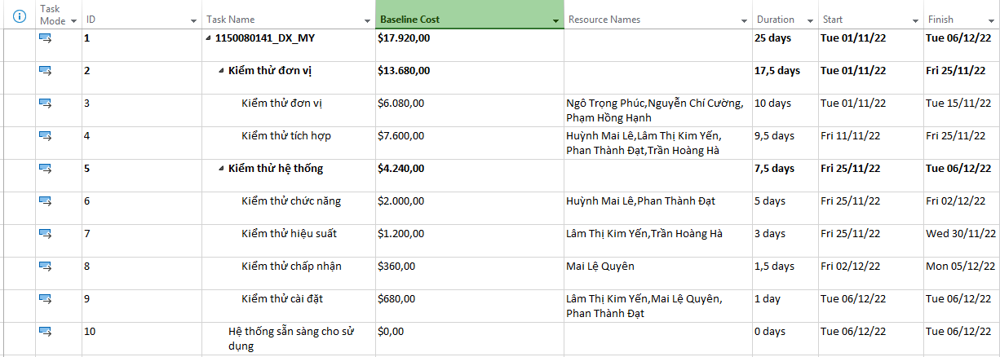 Task Mode ID Task Name Baseline Cost Resource Names Duration Start Finish
1 1150080141_DX_MY $17.920,00 25 days Tue 01/11/22 Tue 06/12/22
2 Kiểm thử đơn vị $13.680,00 17,5 days Tue 01/11/22 Fri 25/11/22
3 Kiểm thử đơn vị $6.080,00 Ngô Trọng Phúc,Nguyễn Chí Cường, 10 days Tue 01/11/22 Tue 15/11/22
Phạm Hồng Hạnh
4 Kiểm thử tích hợp $7.600,00 Huỳnh Mai Lê,Lâm Thị Kim Yến, 9,5 days Fri 11/11/22 Fri 25/11/22
Phan Thành Đạt,Trần Hoàng Hà
5 Kiểm thử hệ thống $4.240,00 7,5 days Fri 25/11/22 Tue 06/12/22
6 Kiểm thử chức năng $2.000,00 Huỳnh Mai Lê,Phan Thành Đạt 5 days Fri 25/11/22 Fri 02/12/22
7 Kiểm thử hiệu suất $1.200,00 Lâm Thị Kim Yến,Trần Hoàng Hà 3 days Fri 25/11/22 Wed 30/11/22
8 Kiểm thử chấp nhận $360,00 Mai Lệ Quyên 1,5 days Fri 02/12/22 Mon 05/12/22
9 Kiểm thử cài đặt $680,00 Lâm Thị Kim Yến,Mai Lệ Quyên, 1 day Tue 06/12/22 Tue 06/12/22
Phan Thành Đạt
10 Hệ thống sẵn sàng cho sử $0,00 0 days Tue 06/12/22 Tue 06/12/22
dụng